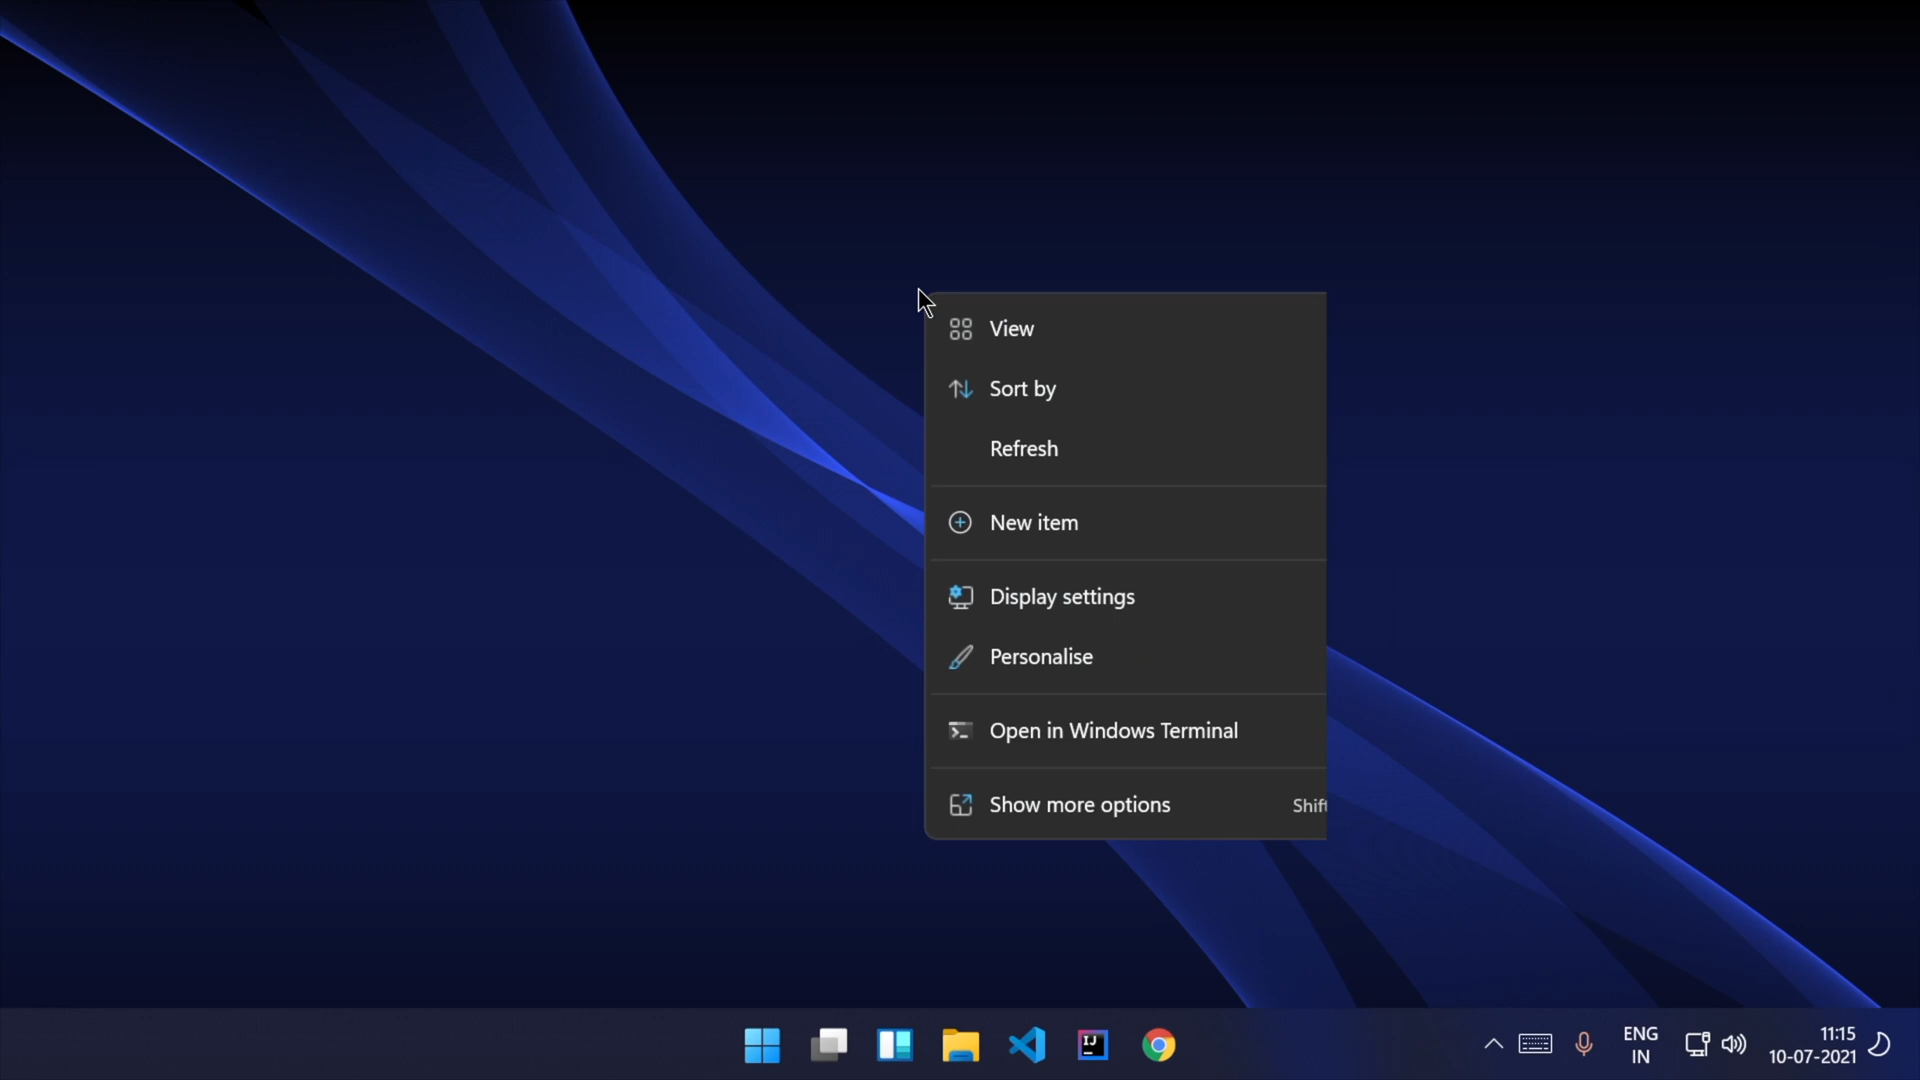 View
Sort by
Refresh
New item
Display settings
Personalise
Open in Windows Terminal
Show more options Shift
IJ
ENG
IN
11:15
10-07-2021